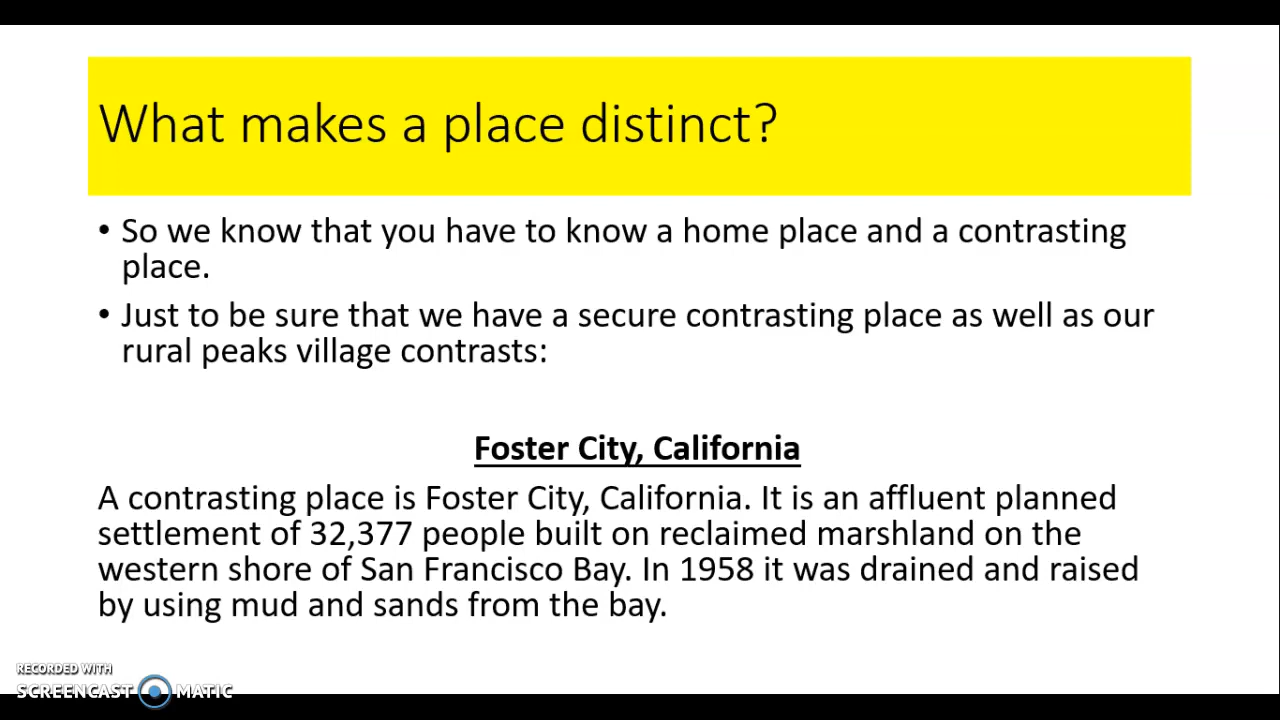 What makes a place distinct?
• So we know that you have to know a home place and a contrasting
place.
• Just to be sure that we have a secure contrasting place as well as our
rural peaks village contrasts:
Foster City, California
A contrasting place is Foster City, California. It is an affluent planned
settlement of 32,377 people built on reclaimed marshland on the
western shore of San Francisco Bay. In 1958 it was drained and raised
by using mud and sands from the bay.
RECORDED WITH
SCREENCAST MATIC